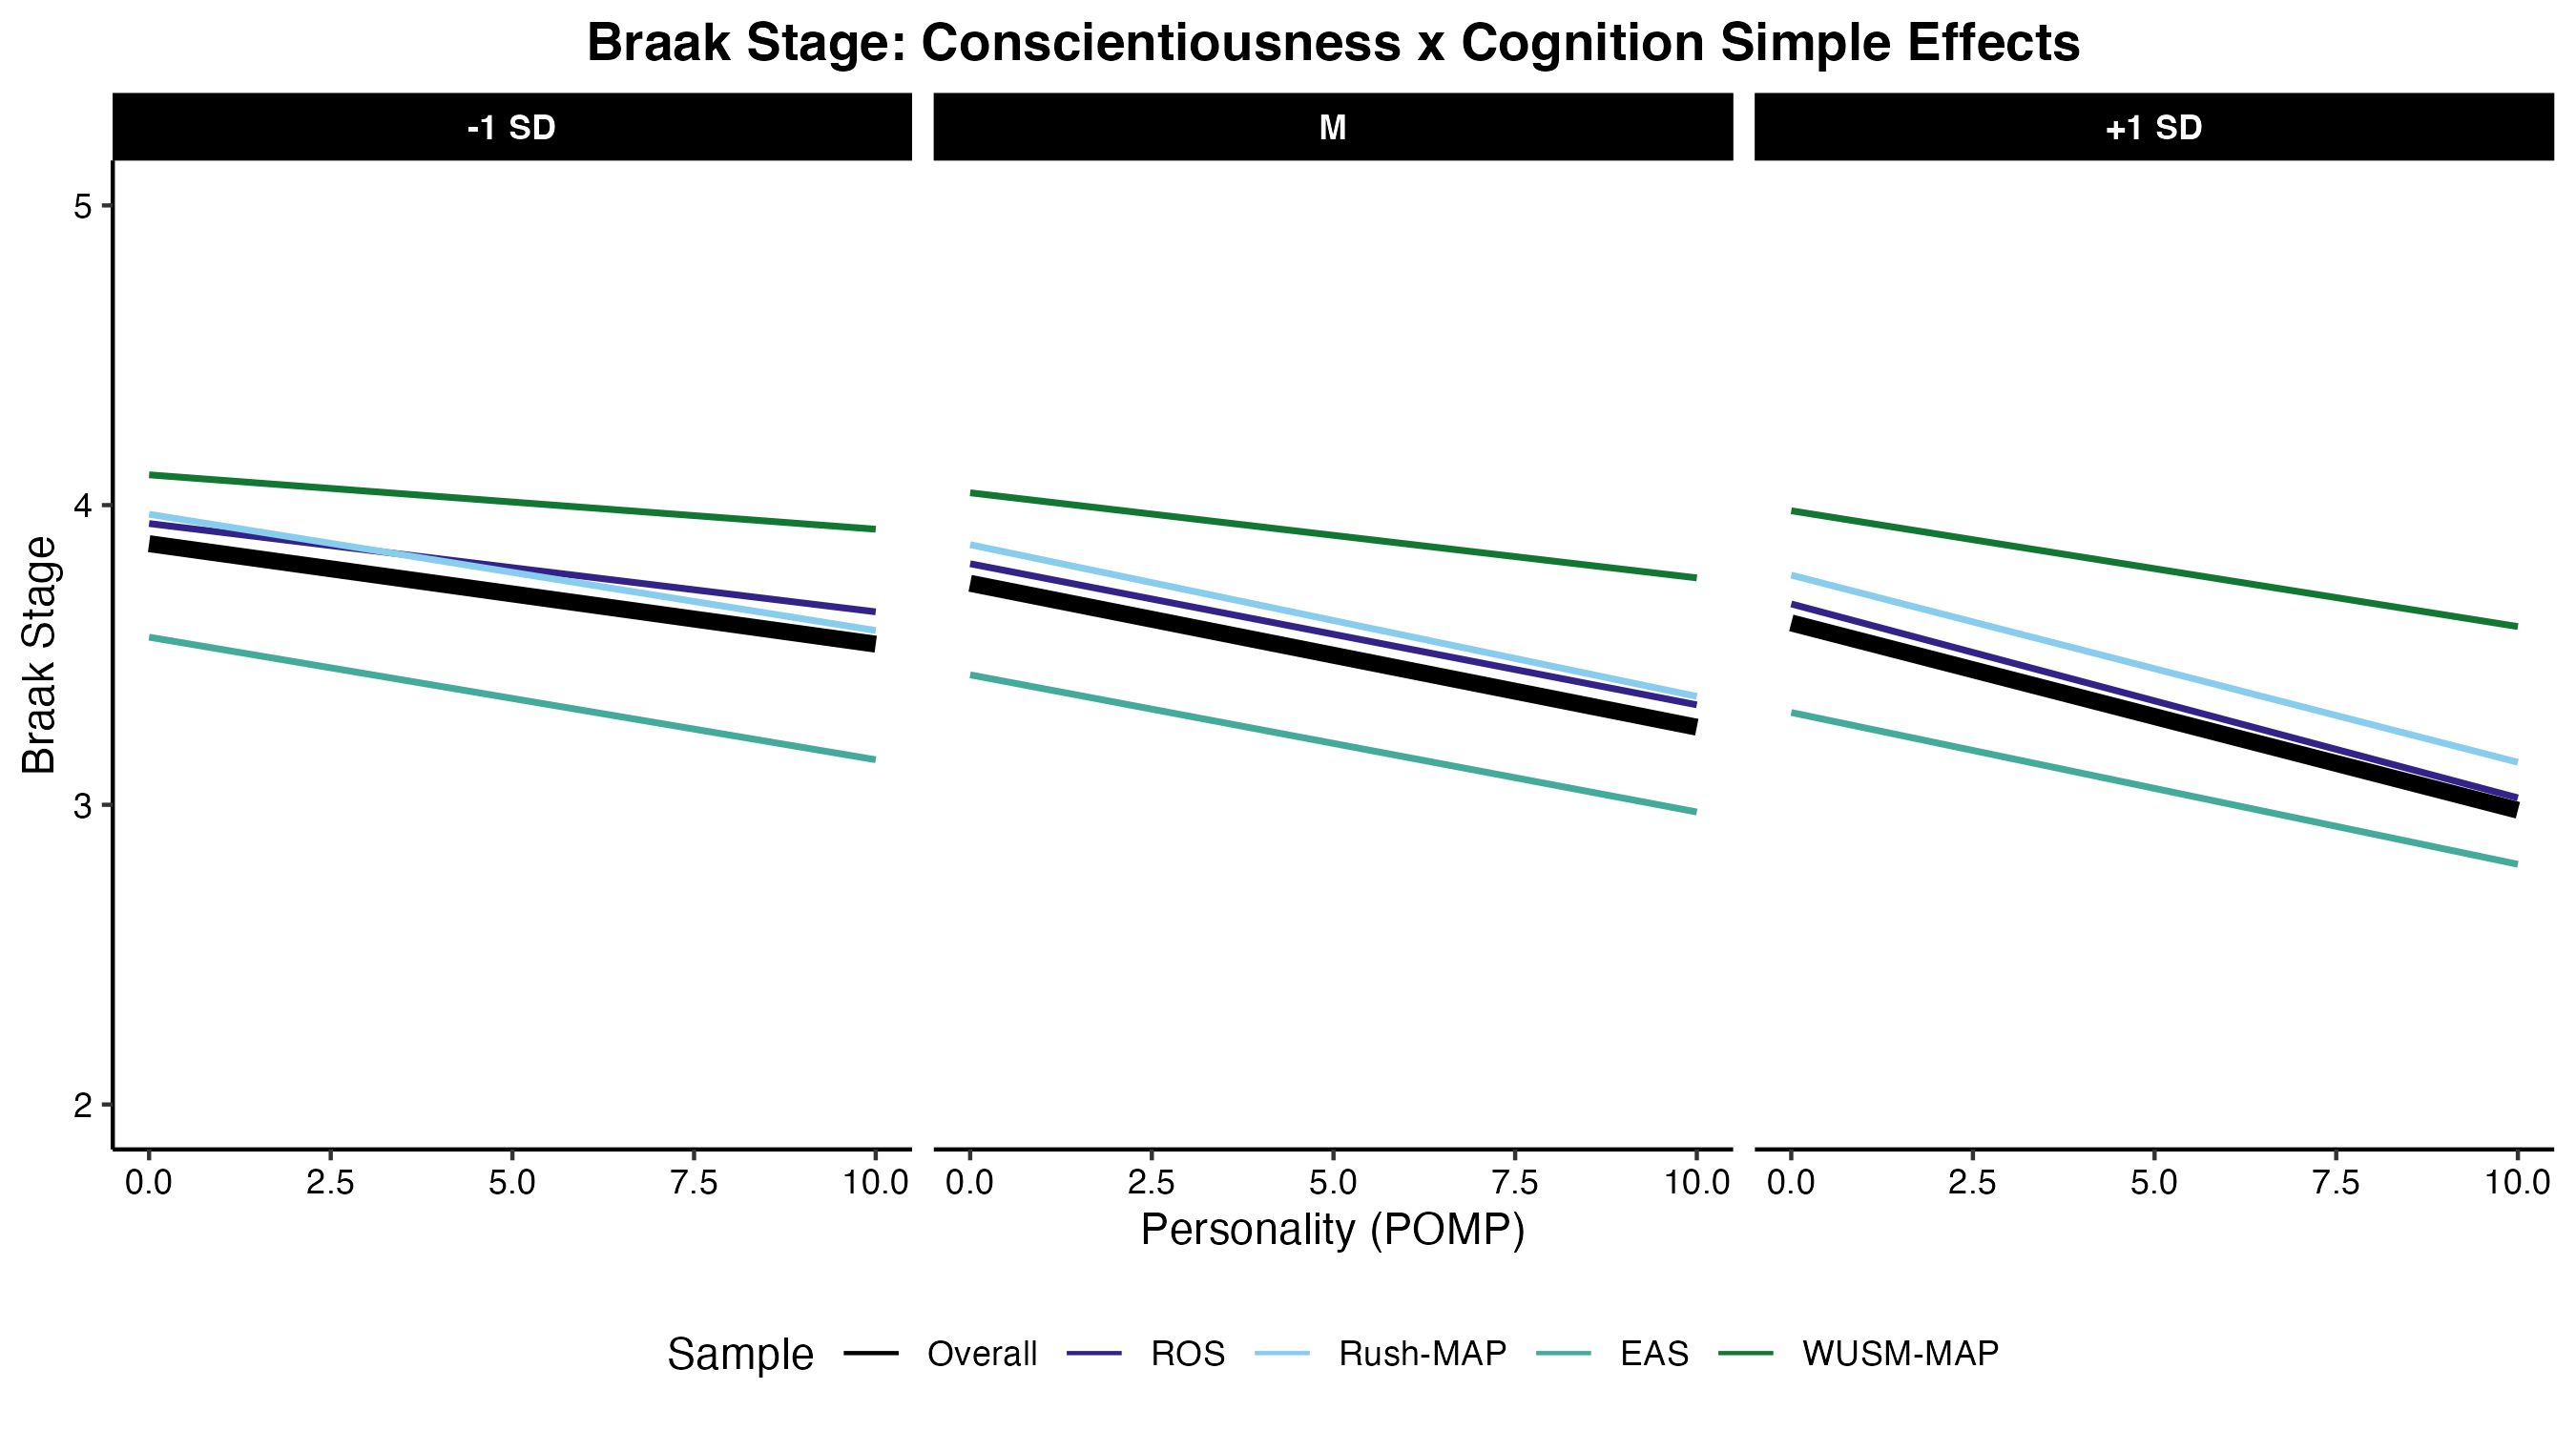 Braak Stage: Conscientiousness x Cognition Simple Effects
-1 SD
M
+1 SD
Braak Stage
5
4
3
2
0.0 2.5 5.0 7.5 10.0
0.0 2.5 5.0 7.5 10.0
0.0 2.5 5.0 7.5 10.0
Personality (POMP)
Sample Overall ROS Rush-MAP EAS WUSM-MAP